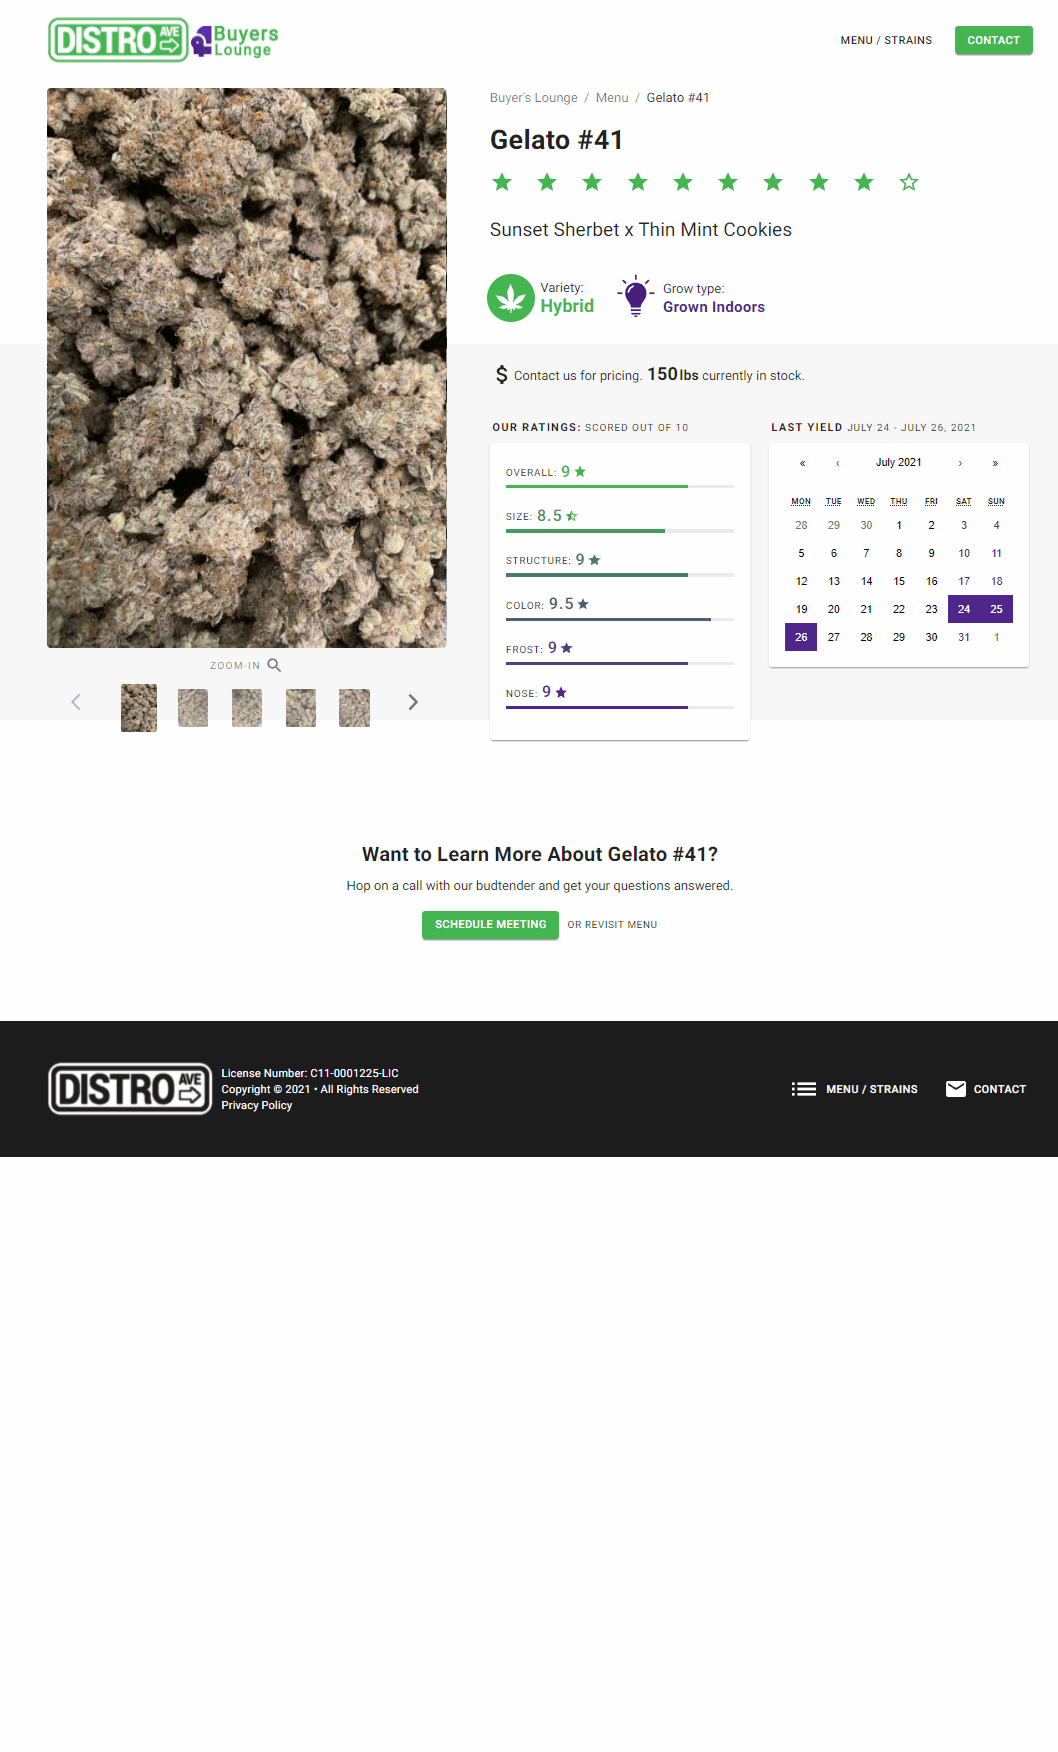 DISTRO AVE Buyers Lounge
MENU / STRAINS
CONTACT
Buyer's Lounge / Menu / Gelato #41
Gelato #41
Sunset Sherbet x Thin Mint Cookies
Variety:
Hybrid
Grow type:
Grown Indoors
$ Contact us for pricing. 150lbs currently in stock.
OUR RATINGS: SCORED OUT OF 10
OVERALL: 9
SIZE: 8.5
STRUCTURE: 9
COLOR: 9.5
FROST: 9
NOSE: 9
LAST YIELD JULY 24 - JULY 26, 2021
« ‹ July 2021 › »
MON TUE WED THU FRI SAT SUN
28 29 30 1 2 3 4
5 6 7 8 9 10 11
12 13 14 15 16 17 18
19 20 21 22 23 24 25
26 27 28 29 30 31 1
ZOOM-IN
Want to Learn More About Gelato #41?
Hop on a call with our budtender and get your questions answered.
SCHEDULE MEETING OR REVISIT MENU
DISTRO AVE
License Number: C11-0001225-LIC
Copyright © 2021 • All Rights Reserved
Privacy Policy
MENU / STRAINS
CONTACT